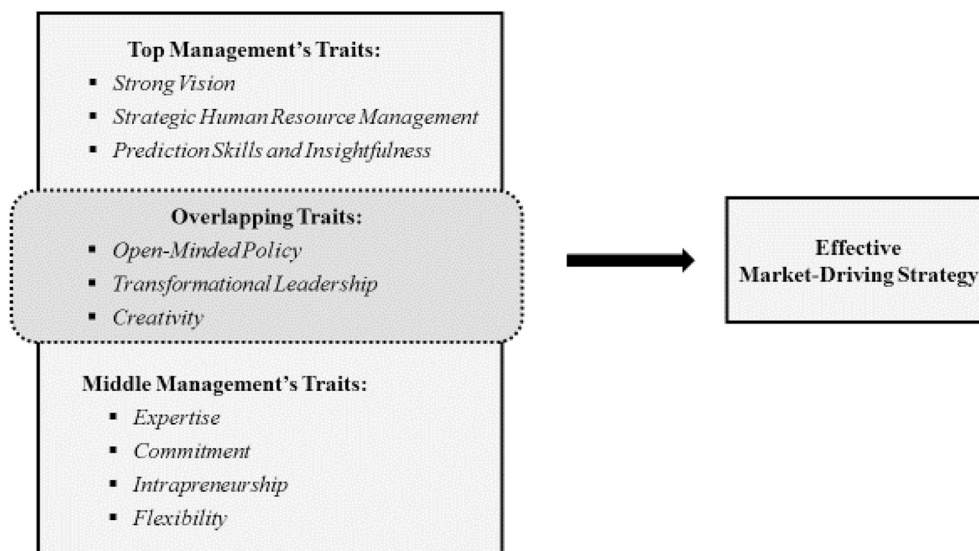 Top Management's Traits:
▪ Strong Vision
▪ Strategic Human Resource Management
▪ Prediction Skills and Insightfulness
Overlapping Traits:
▪ Open-Minded Policy
▪ Transformational Leadership
▪ Creativity
Effective
Market-Driving Strategy
Middle Management's Traits:
▪ Expertise
▪ Commitment
▪ Intrapreneurship
▪ Flexibility